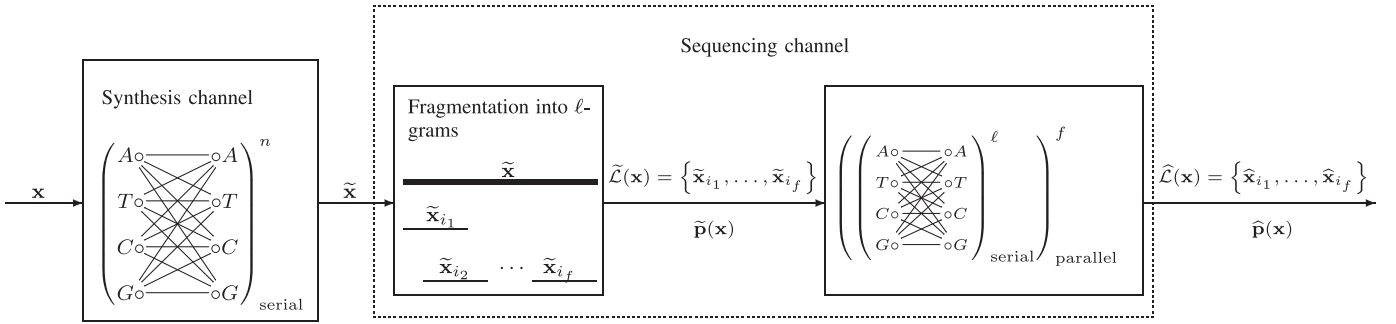 Sequencing channel
Synthesis channel
Fragmentation into ℓ-
grams
n
A A
T T
C C
G G
serial
x
x̃
x̃
x̃_{i_1}
x̃_{i_2} ⋯ x̃_{i_f}
ℒ̃(x) = {x̃_{i_1}, . . . , x̃_{i_f}}
p̃(x)
ℓ
f
A A
T T
C C
G G
serial
parallel
ℒ̂(x) = {x̂_{i_1}, . . . , x̂_{i_f}}
p̂(x)